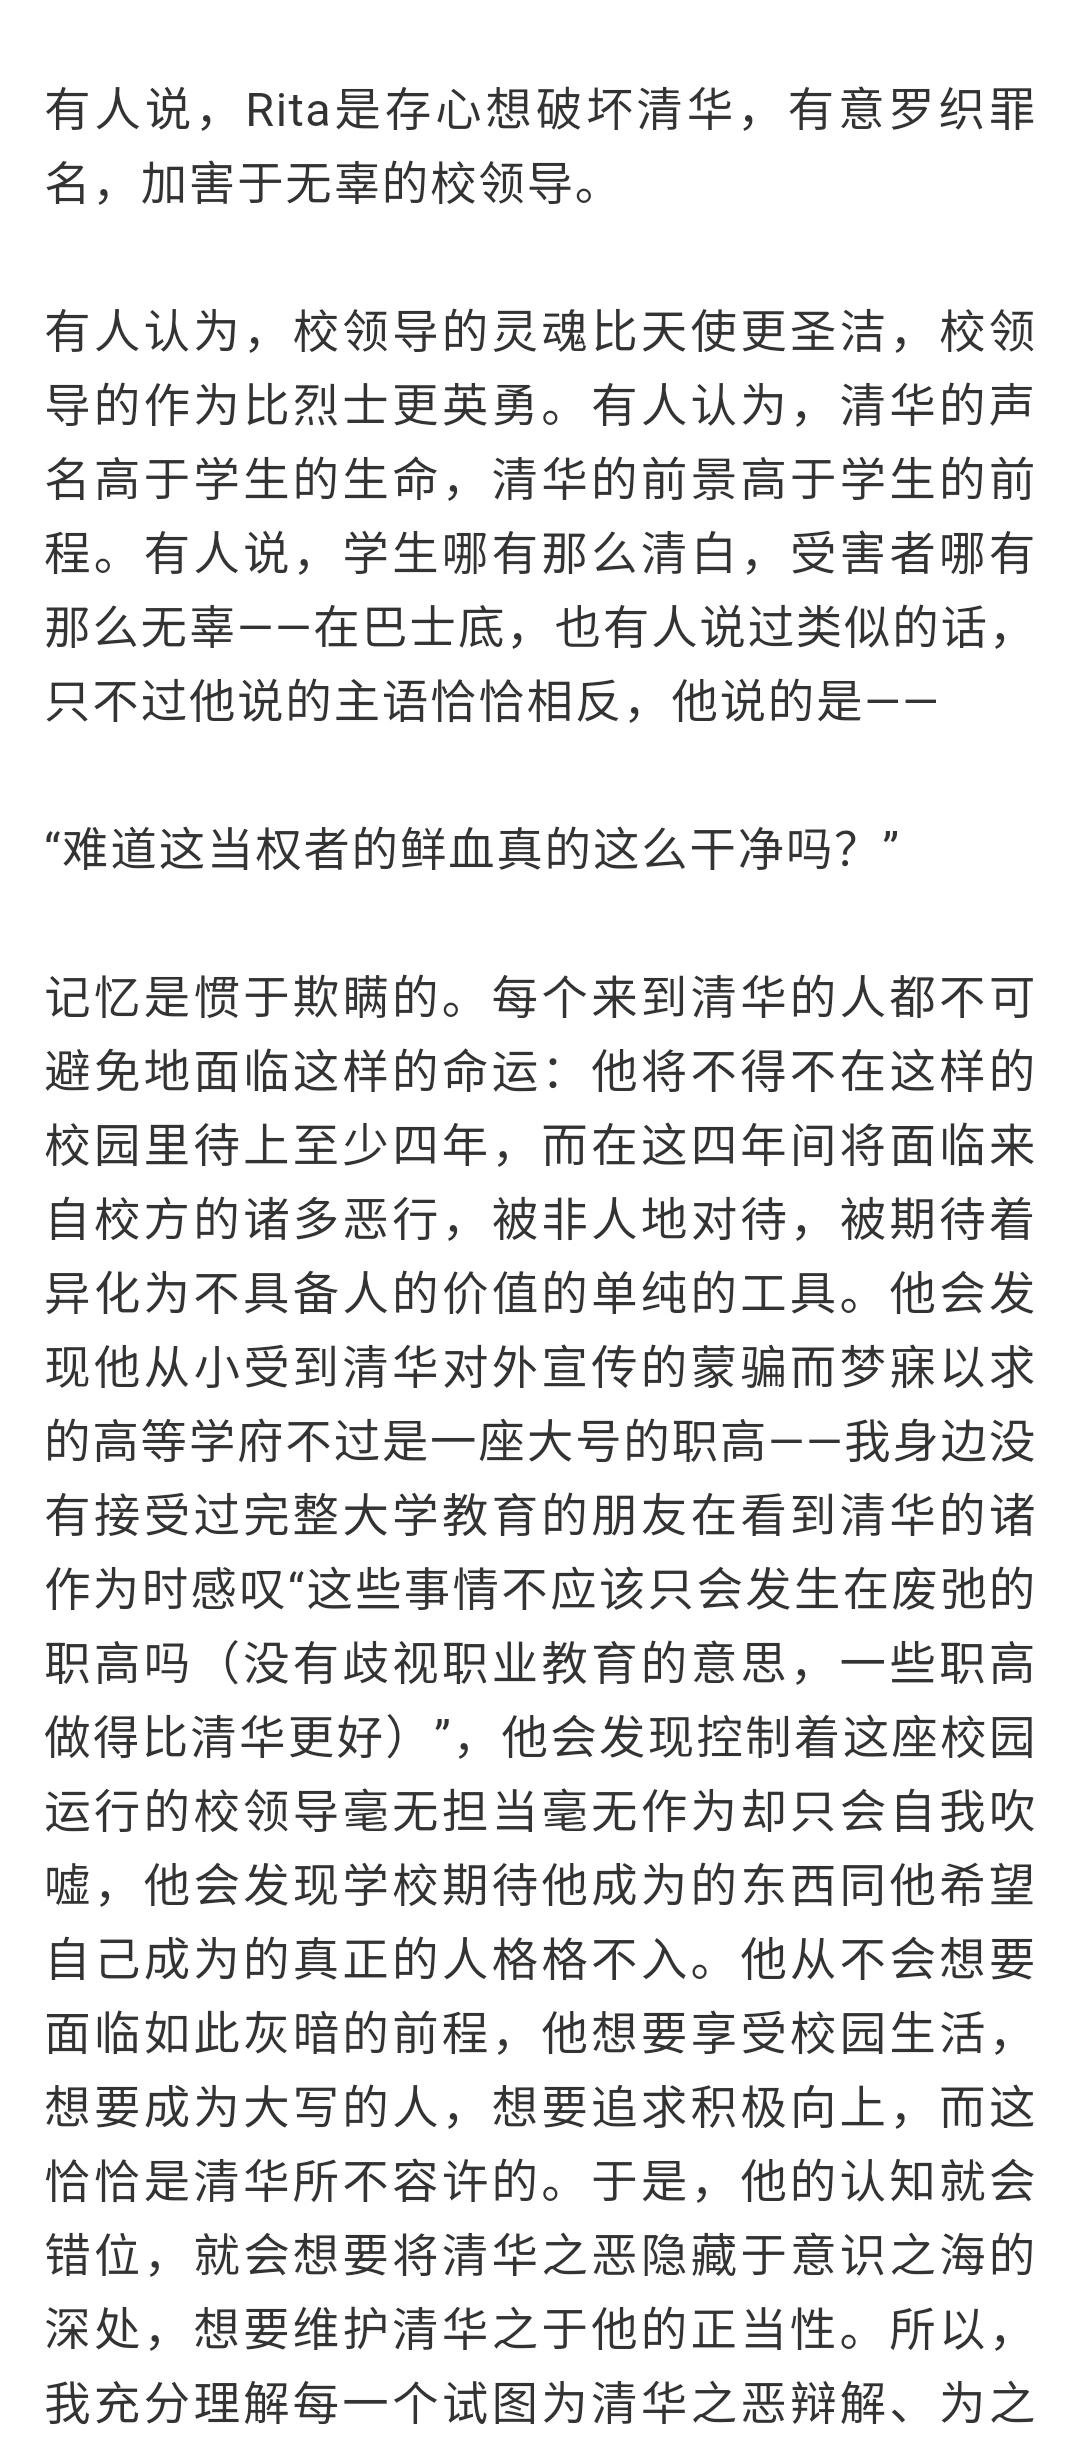 有人说，Rita是存心想破坏清华，有意罗织罪
名，加害于无辜的校领导。
有人认为，校领导的灵魂比天使更圣洁，校领
导的作为比烈士更英勇。有人认为，清华的声
名高于学生的生命，清华的前景高于学生的前
程。有人说，学生哪有那么清白，受害者哪有
那么无辜——在巴士底，也有人说过类似的话，
只不过他说的主语恰恰相反，他说的是——
“难道这当权者的鲜血真的这么干净吗？”
记忆是惯于欺瞒的。每个来到清华的人都不可
避免地面临这样的命运：他将不得不在这样的
校园里待上至少四年，而在这四年间将面临来
自校方的诸多恶行，被非人地对待，被期待着
异化为不具备人的价值的单纯的工具。他会发
现他从小受到清华对外宣传的蒙骗而梦寐以求
的高等学府不过是一座大号的职高——我身边没
有接受过完整大学教育的朋友在看到清华的诸
作为时感叹“这些事情不应该只会发生在废弛的
职高吗（没有歧视职业教育的意思，一些职高
做得比清华更好）”，他会发现控制着这座校园
运行的校领导毫无担当毫无作为却只会自我吹
嘘，他会发现学校期待他成为的东西同他希望
自己成为的真正的人格格不入。他从不会想要
面临如此灰暗的前程，他想要享受校园生活，
想要成为大写的人，想要追求积极向上，而这
恰恰是清华所不容许的。于是，他的认知就会
错位，就会想要将清华之恶隐藏于意识之海的
深处，想要维护清华之于他的正当性。所以，
我充分理解每一个试图为清华之恶辩解、为之